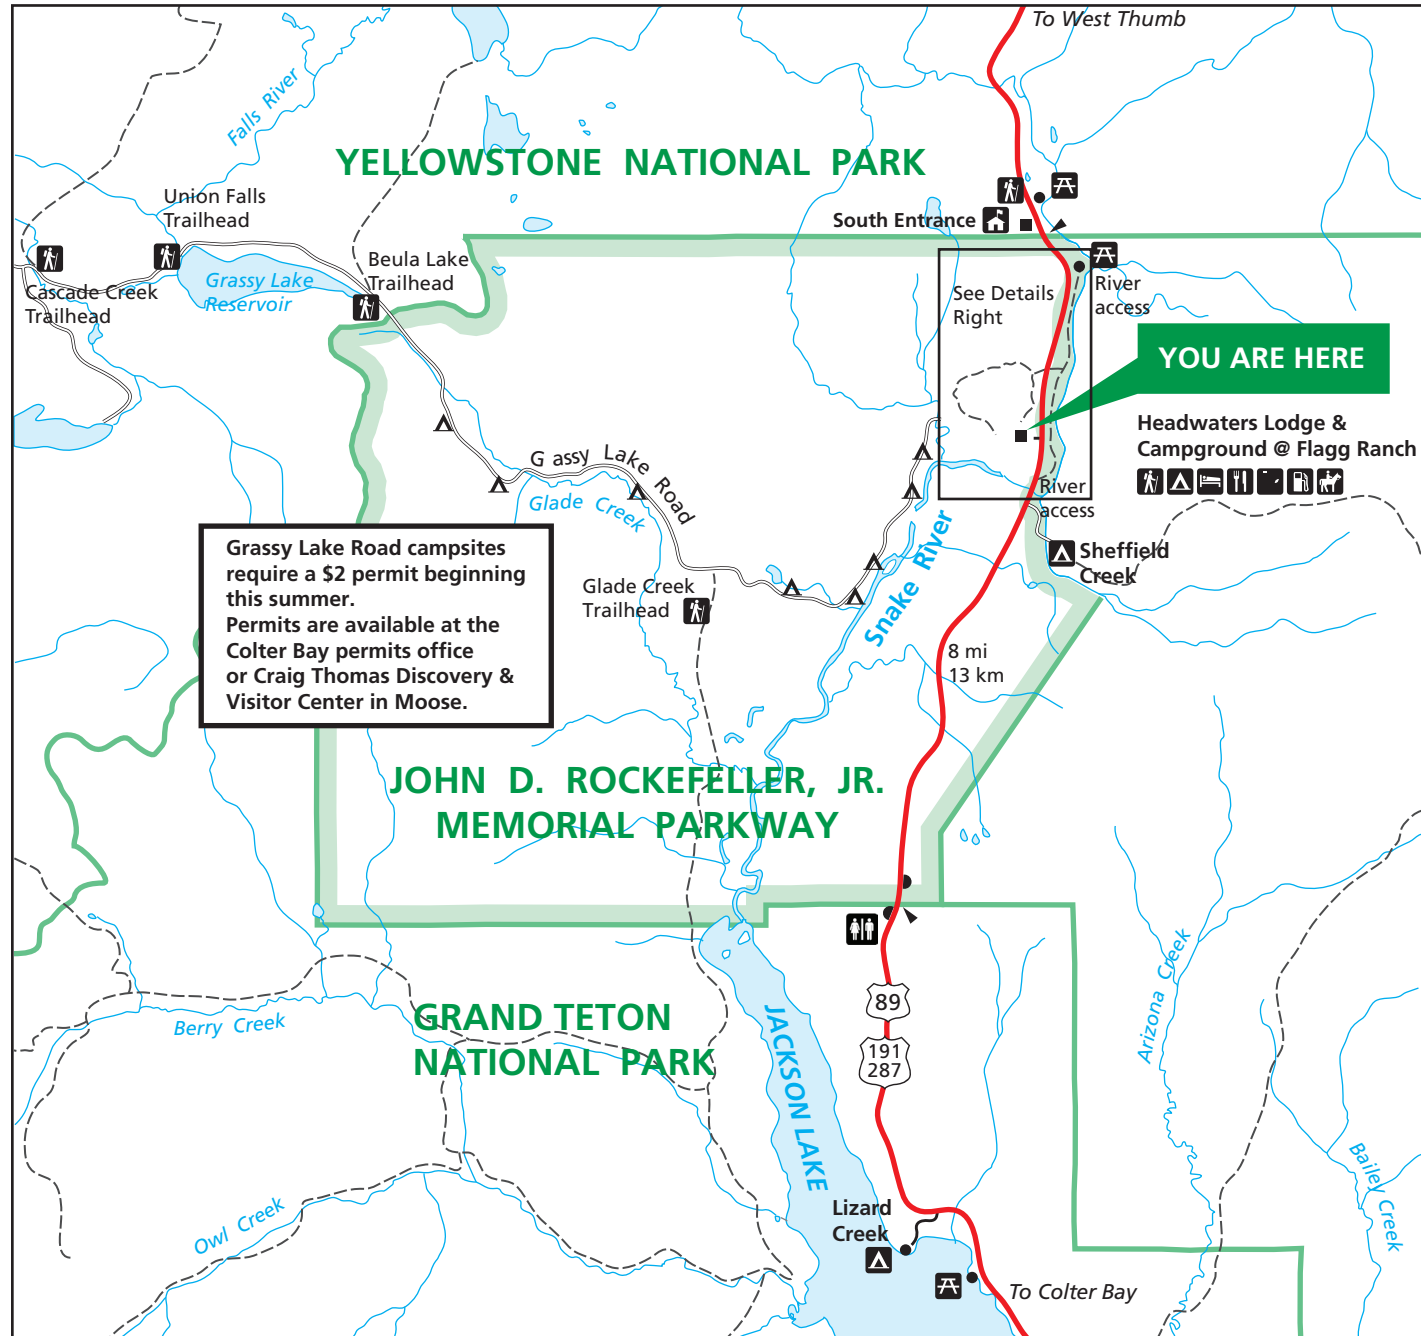 To West Thumb
Falls River
YELLOWSTONE NATIONAL PARK
Union Falls
Trailhead
South Entrance
Beula Lake
Trailhead
Grassy Lake
Reservoir
Cascade Creek
Trailhead
See Details
Right
River
access
YOU ARE HERE
Headwaters Lodge &
Campground @ Flagg Ranch
G assy Lake Road
Glade Creek
River
access
Snake River
Sheffield
Creek
Grassy Lake Road campsites
require a $2 permit beginning
this summer.
Permits are available at the
Colter Bay permits office
or Craig Thomas Discovery &
Visitor Center in Moose.
Glade Creek
Trailhead
8 mi
13 km
JOHN D. ROCKEFELLER, JR.
MEMORIAL PARKWAY
Arizona Creek
89
191
287
GRAND TETON
NATIONAL PARK
Berry Creek
JACKSON LAKE
Bailey Creek
Owl Creek
Lizard
Creek
To Colter Bay